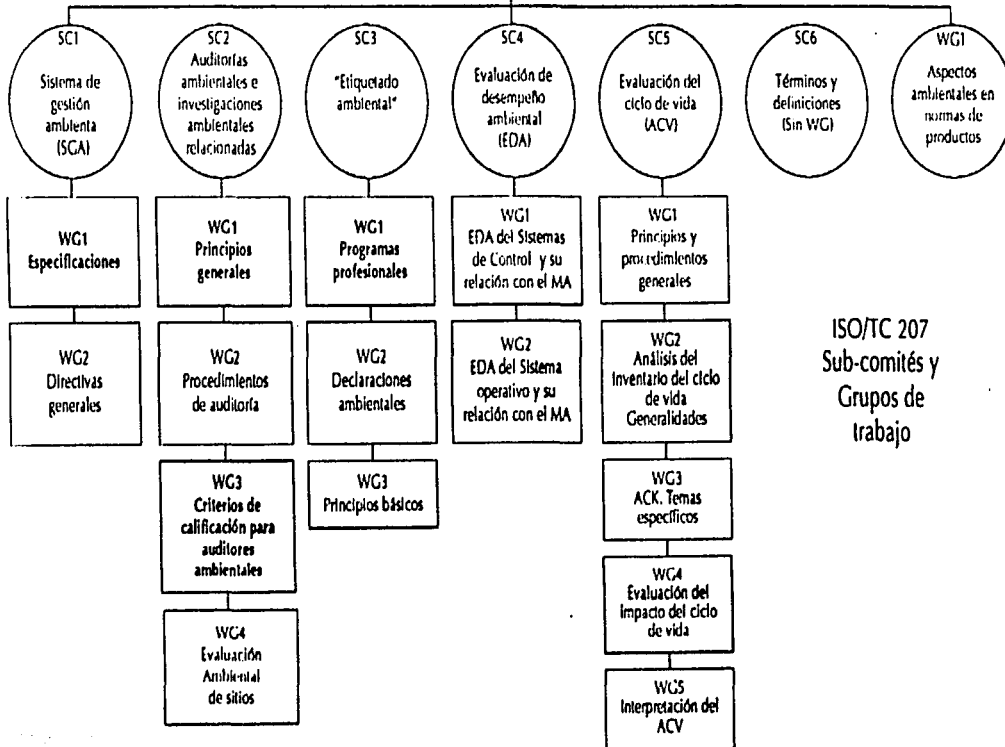 SC1
Sistema de
gestión
ambienta
(SGA)
SC2
Auditorías
ambientales e
investigaciones
ambientales
relacionadas
SC3
"Etiquetado
ambiental"
SC4
Evaluación de
desempeño
ambiental
(EDA)
SC5
Evaluación del
ciclo de vida
(ACV)
SC6
Términos y
definiciones
(Sin WG)
WG1
Aspectos
ambientales en
normas de
productos
WG1
Especificaciones
WG2
Directivas
generales
WG1
Principios
generales
WG2
Procedimientos
de auditoría
WG3
Criterios de
calificación para
auditores
ambientales
WG4
Evaluación
Ambiental
de sitios
WG1
Programas
profesionales
WG2
Declaraciones
ambientales
WG3
Principios básicos
WG1
EDA del Sistemas
de Control y su
relación con el MA
WG2
EDA del Sistema
operativo y su
relación con el MA
WG1
Principios y
procedimientos
generales
WG2
Análisis del
Inventario del ciclo
de vida
Generalidades
WG3
ACK. Temas
específicos
WG4
Evaluación del
Impacto del ciclo
de vida
WG5
Interpretación del
ACV
ISO/TC 207
Sub-comités y
Grupos de
trabajo